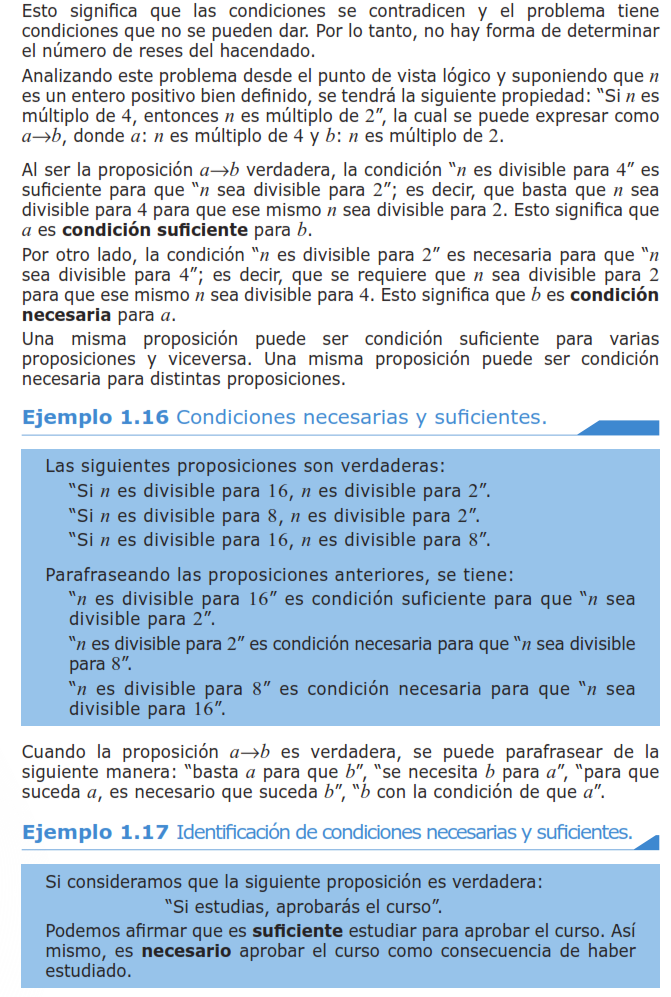 Esto significa que las condiciones se contradicen y el problema tiene
condiciones que no se pueden dar. Por lo tanto, no hay forma de determinar
el número de reses del hacendado.
Analizando este problema desde el punto de vista lógico y suponiendo que n
es un entero positivo bien definido, se tendrá la siguiente propiedad: “Si n es
múltiplo de 4, entonces n es múltiplo de 2”, la cual se puede expresar como
a→b, donde a: n es múltiplo de 4 y b: n es múltiplo de 2.
Al ser la proposición a→b verdadera, la condición “n es divisible para 4” es
suficiente para que “n sea divisible para 2”; es decir, que basta que n sea
divisible para 4 para que ese mismo n sea divisible para 2. Esto significa que
a es condición suficiente para b.
Por otro lado, la condición “n es divisible para 2” es necesaria para que “n
sea divisible para 4”; es decir, que se requiere que n sea divisible para 2
para que ese mismo n sea divisible para 4. Esto significa que b es condición
necesaria para a.
Una misma proposición puede ser condición suficiente para varias
proposiciones y viceversa. Una misma proposición puede ser condición
necesaria para distintas proposiciones.
Ejemplo 1.16 Condiciones necesarias y suficientes.
Las siguientes proposiciones son verdaderas:
“Si n es divisible para 16, n es divisible para 2”.
“Si n es divisible para 8, n es divisible para 2”.
“Si n es divisible para 16, n es divisible para 8”.
Parafraseando las proposiciones anteriores, se tiene:
“n es divisible para 16” es condición suficiente para que “n sea
divisible para 2”.
“n es divisible para 2” es condición necesaria para que “n sea divisible
para 8”.
“n es divisible para 8” es condición necesaria para que “n sea
divisible para 16”.
Cuando la proposición a→b es verdadera, se puede parafrasear de la
siguiente manera: “basta a para que b”, “se necesita b para a”, “para que
suceda a, es necesario que suceda b”, “b con la condición de que a”.
Ejemplo 1.17 Identificación de condiciones necesarias y suficientes.
Si consideramos que la siguiente proposición es verdadera:
“Si estudias, aprobarás el curso”.
Podemos afirmar que es suficiente estudiar para aprobar el curso. Así
mismo, es necesario aprobar el curso como consecuencia de haber
estudiado.